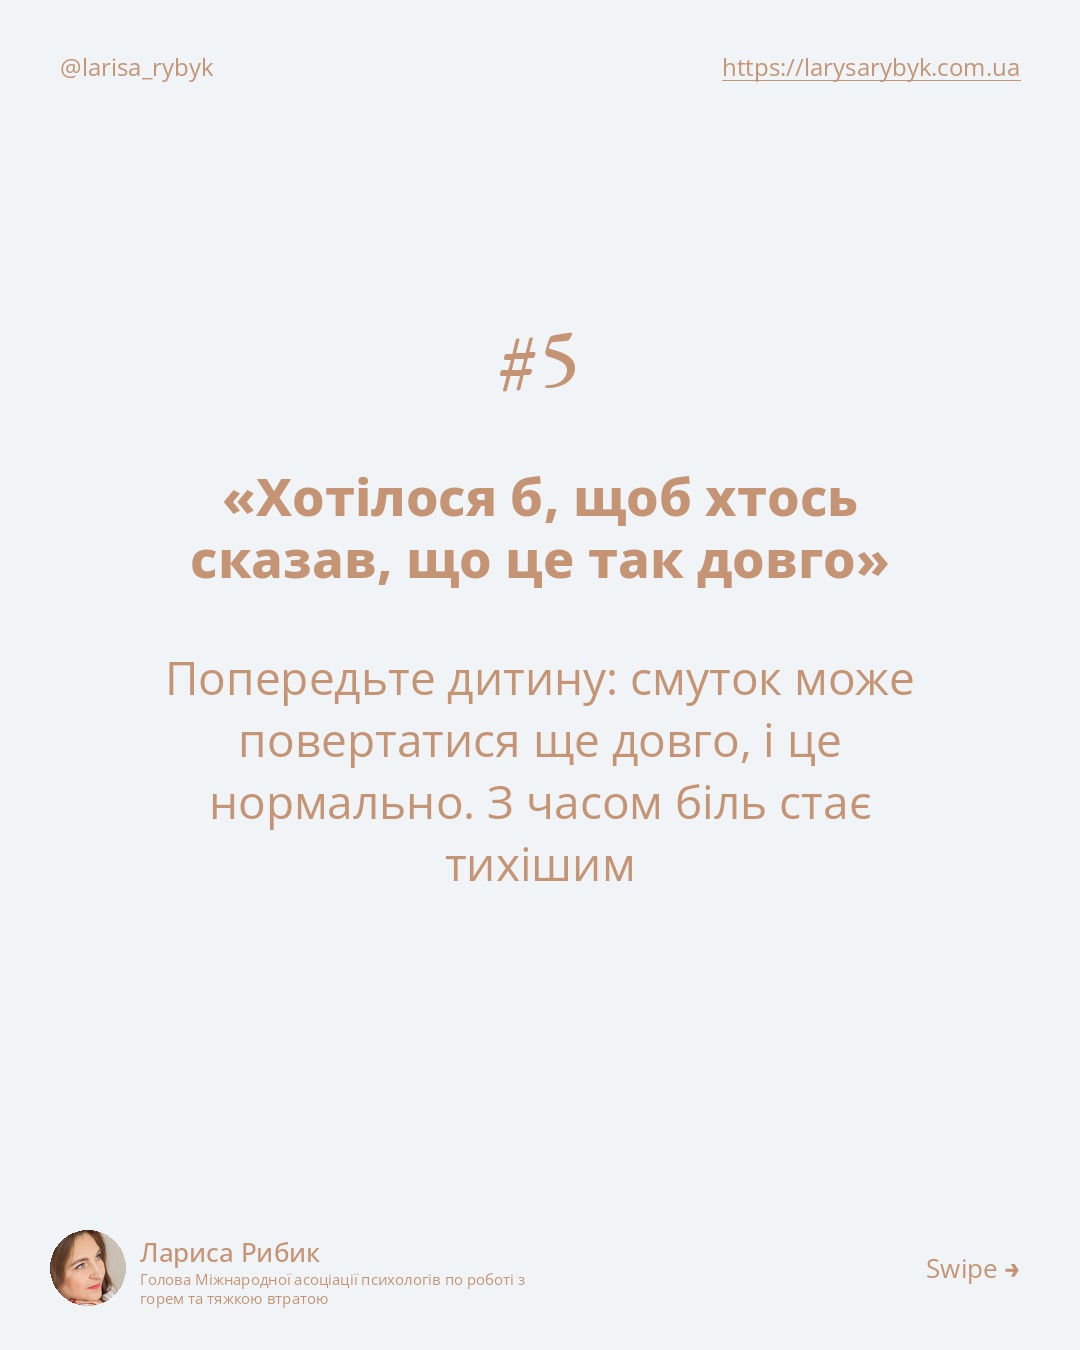 @larisa_rybyk
https://larysarybyk.com.ua
#5
«Хотілося б, щоб хтось
сказав, що це так довго»
Попередьте дитину: смуток може
повертатися ще довго, і це
нормально. З часом біль стає
тихішим
Лариса Рибик
Голова Міжнародної асоціації психологів по роботі з
горем та тяжкою втратою
Swipe →